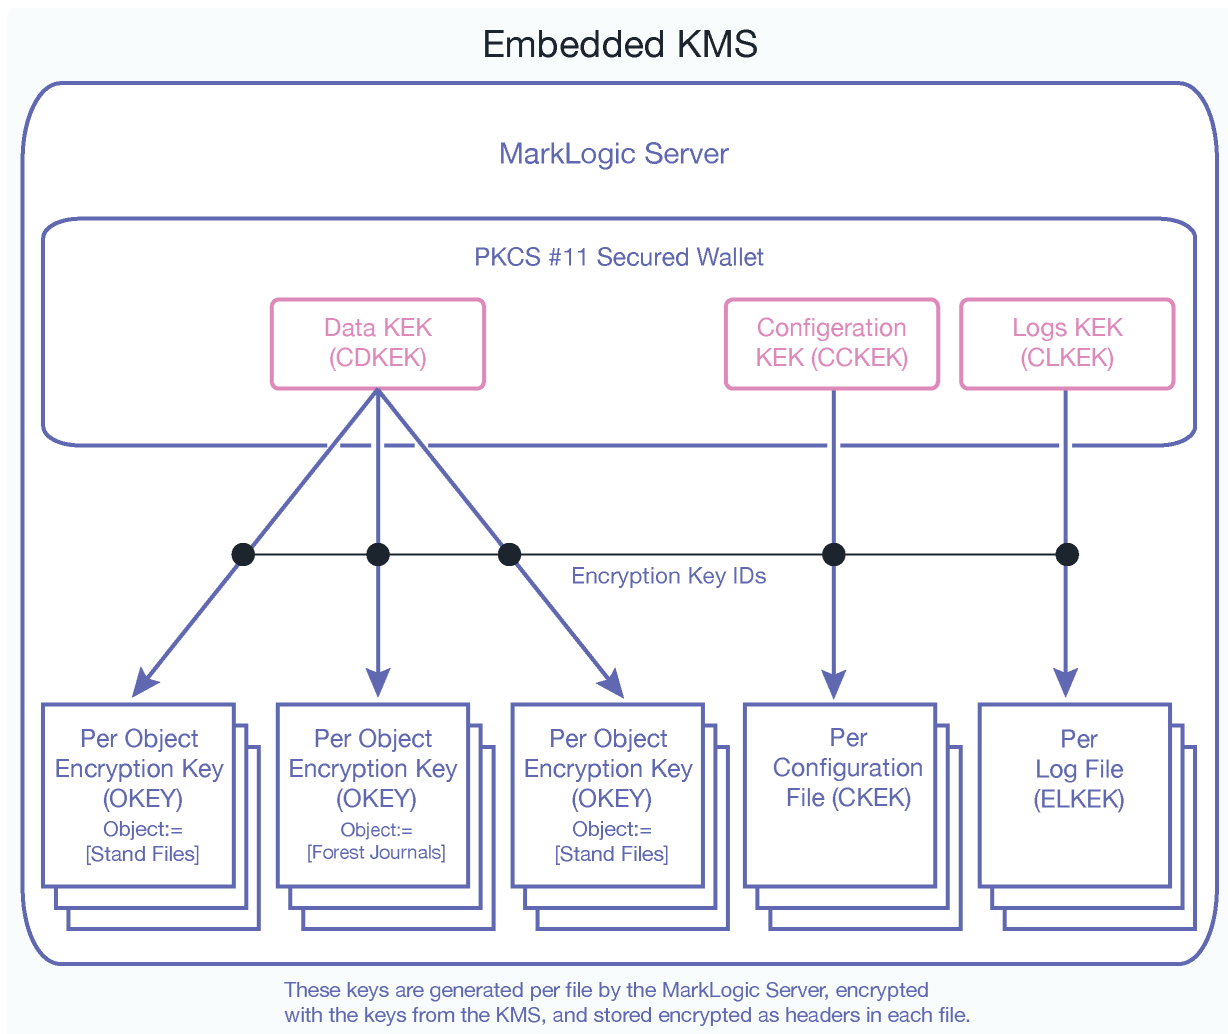 Embedded KMS
MarkLogic Server
PKCS #11 Secured Wallet
Data KEK
(CDKEK)
Configeration
KEK (CCKEK)
Logs KEK
(CLKEK)
Encryption Key IDs
Per Object
Encryption Key
(OKEY)
Object:=
[Stand Files]
Per Object
Encryption Key
(OKEY)
Object:=
[Forest Journals]
Per Object
Encryption Key
(OKEY)
Object:=
[Stand Files]
Per
Configuration
File (CKEK)
Per
Log File
(ELKEK)
These keys are generated per file by the MarkLogic Server, encrypted
with the keys from the KMS, and stored encrypted as headers in each file.